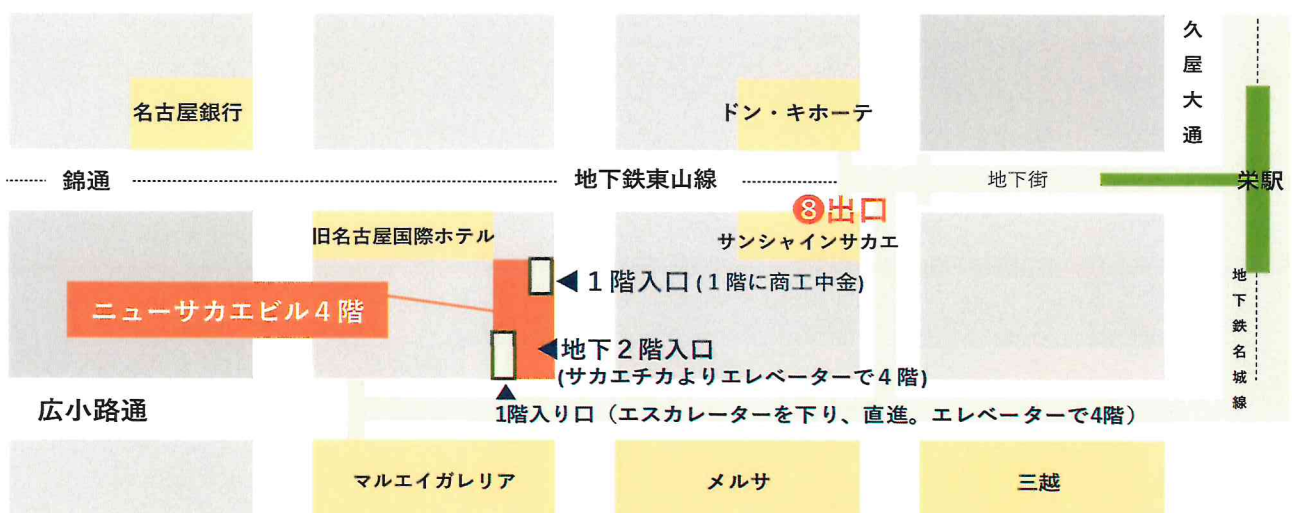 久屋大通
名古屋銀行
ドン・キホーテ
錦通
地下鉄東山線
地下街
栄駅
❽出口
旧名古屋国際ホテル
サンシャインサカエ
◀１階入口 (１階に商工中金)
ニューサカエビル４階
地下鉄名城線
◀地下２階入口
(サカエチカよりエレベーターで４階)
広小路通
▲
1階入り口（エスカレーターを下り、直進。エレベーターで4階）
マルエイガレリア
メルサ
三越